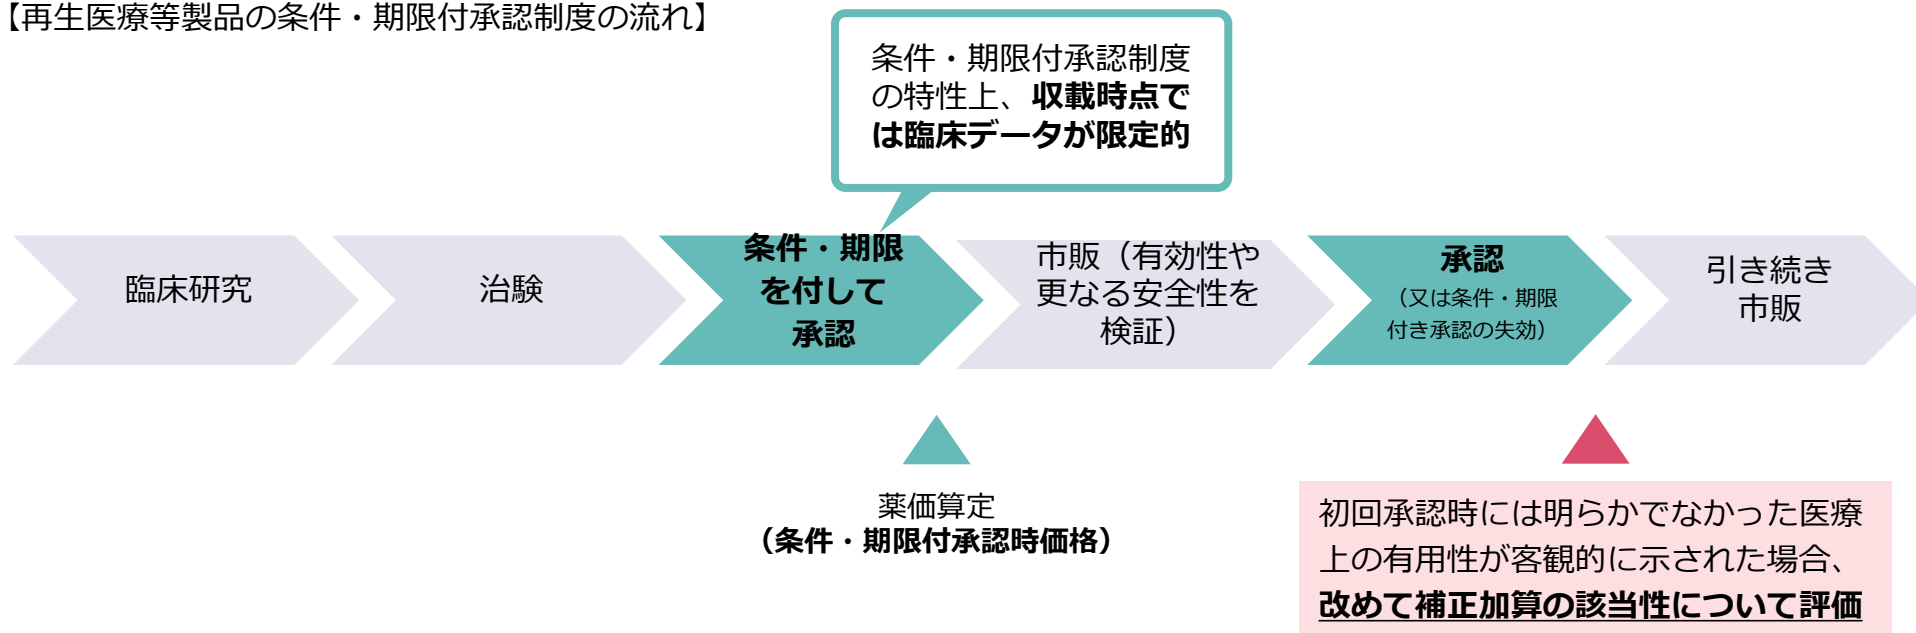 【再生医療等製品の条件・期限付承認制度の流れ】
条件・期限付承認制度
の特性上、収載時点で
は臨床データが限定的
臨床研究
治験
条件・期限
を付して
承認
市販（有効性や
更なる安全性を
検証）
承認
（又は条件・期限
付き承認の失効）
引き続き
市販
薬価算定
（条件・期限付承認時価格）
初回承認時には明らかでなかった医療
上の有用性が客観的に示された場合、
改めて補正加算の該当性について評価